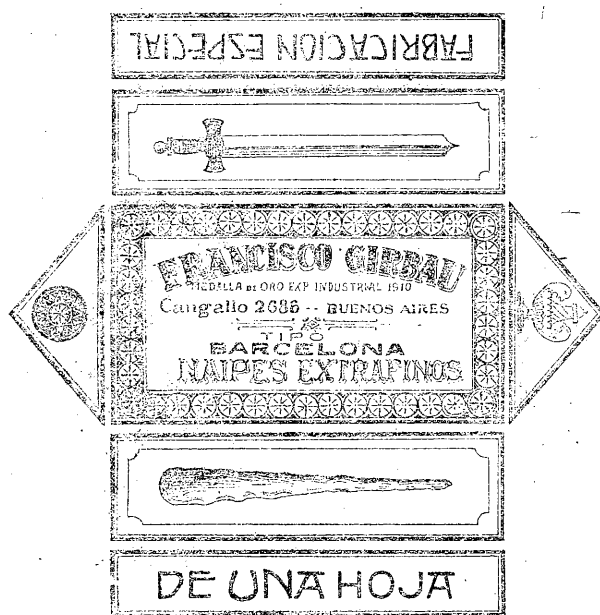 FABRICACION ESPECIAL
FRANCISCO GIRBAU
MEDALLA DE ORO EXP INDUSTRIAL 1910
Cangallo 2686 -- BUENOS AIRES
TIPO
BARCELONA
NAIPES EXTRAFINOS
DE UNA HOJA